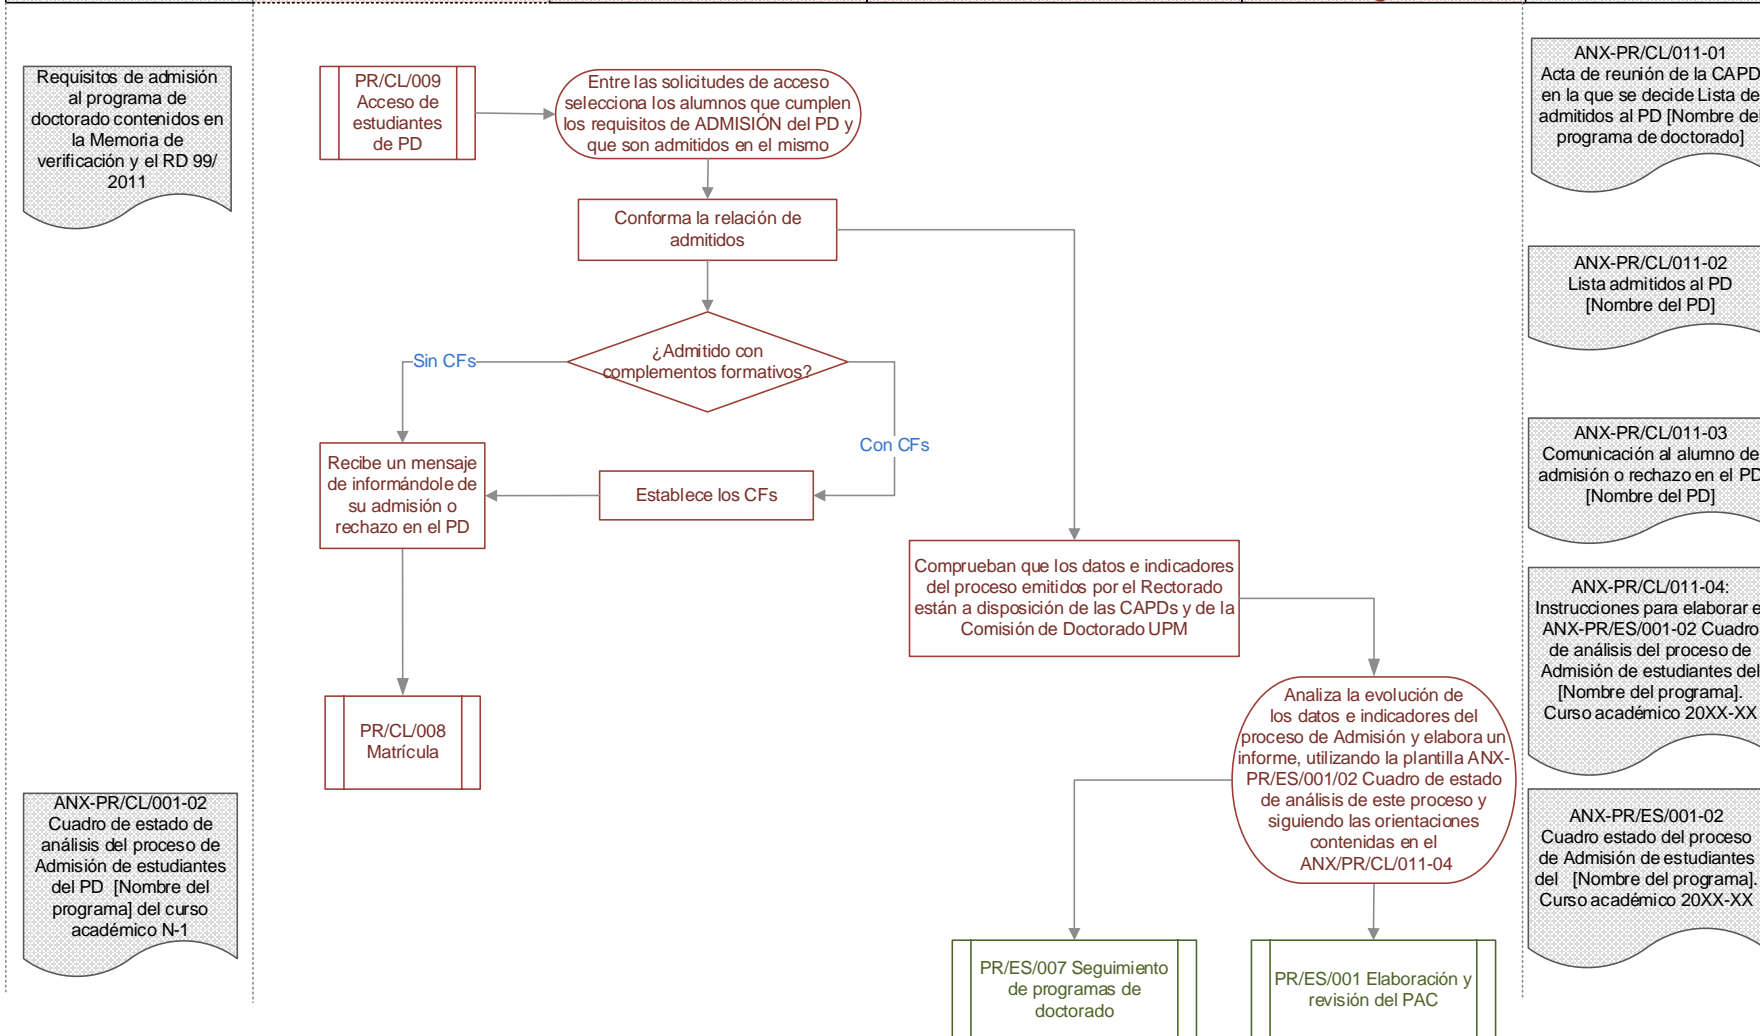 Requisitos de admisión
al programa de
doctorado contenidos en
la Memoria de
verificación y el RD 99/
2011
PR/CL/009
Acceso de
estudiantes
de PD
Entre las solicitudes de acceso
selecciona los alumnos que cumplen
los requisitos de ADMISIÓN del PD y
que son admitidos en el mismo
ANX-PR/CL/011-01
Acta de reunión de la CAPD
en la que se decide Lista de
admitidos al PD [Nombre del
programa de doctorado]
Conforma la relación de
admitidos
ANX-PR/CL/011-02
Lista admitidos al PD
[Nombre del PD]
¿Admitido con
complementos formativos?
Sin CFs
Con CFs
ANX-PR/CL/011-03
Comunicación al alumno de
admisión o rechazo en el PD
[Nombre del PD]
Recibe un mensaje
de informándole de
su admisión o
rechazo en el PD
Establece los CFs
Comprueban que los datos e indicadores
del proceso emitidos por el Rectorado
están a disposición de las CAPDs y de la
Comisión de Doctorado UPM
ANX-PR/CL/011-04:
Instrucciones para elaborar e
ANX-PR/ES/001-02 Cuadro
de análisis del proceso de
Admisión de estudiantes del
[Nombre del programa].
Curso académico 20XX-XX
PR/CL/008
Matrícula
Analiza la evolución de
los datos e indicadores del
proceso de Admisión y elabora un
informe, utilizando la plantilla ANX-
PR/ES/001/02 Cuadro de estado
de análisis de este proceso y
siguiendo las orientaciones
contenidas en el
ANX/PR/CL/011-04
ANX-PR/CL/001-02
Cuadro de estado de
análisis del proceso de
Admisión de estudiantes
del PD [Nombre del
programa] del curso
académico N-1
ANX-PR/ES/001-02
Cuadro estado del proceso
de Admisión de estudiantes
del [Nombre del programa].
Curso académico 20XX-XX
PR/ES/007 Seguimiento
de programas de
doctorado
PR/ES/001 Elaboración y
revisión del PAC